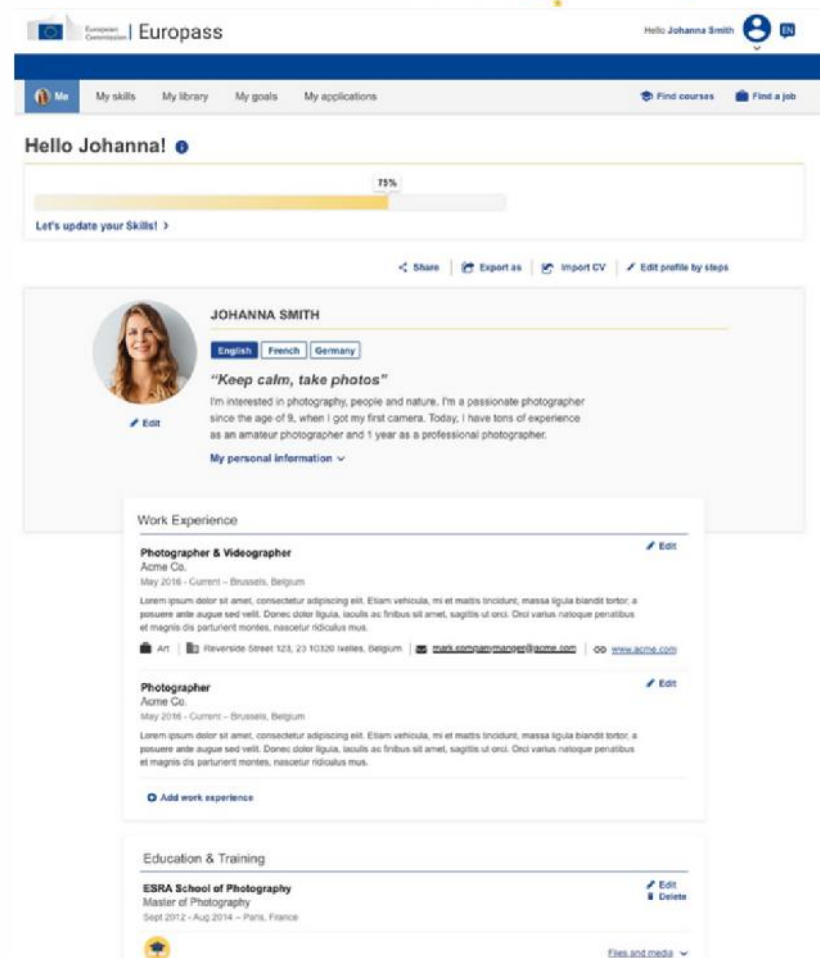 European Commission | Europass
Hello Johanna Smith EN
Me My skills My library My goals My applications Find courses Find a job
Hello Johanna!
75%
Let's update your Skills! >
Share | Export as | Import CV | Edit profile by steps
JOHANNA SMITH
English French Germany
“Keep calm, take photos”
I'm interested in photography, people and nature. I'm a passionate photographer
since the age of 9, when I got my first camera. Today, I have tons of experience
as an amateur photographer and 1 year as a professional photographer.
Edit
My personal information
Work Experience
Photographer & Videographer Edit
Acme Co.
May 2016 - Current – Brussels, Belgium
Lorem ipsum dolor sit amet, consectetur adipiscing elit. Etiam vehicula, mi et mattis tincidunt, massa ligula blandit tortor, a
posuere ante augue sed velit. Donec dolor ligula, iaculis ac finibus sit amet, sagittis ut orci. Orci varius natoque penatibus
et magnis dis parturient montes, nascetur ridiculus mus.
Art | Reverside Street 123, 23 10320 Ixelles, Belgium | mark.companymanger@acme.com | www.acme.com
Photographer Edit
Acme Co.
May 2016 - Current – Brussels, Belgium
Lorem ipsum dolor sit amet, consectetur adipiscing elit. Etiam vehicula, mi et mattis tincidunt, massa ligula blandit tortor, a
posuere ante augue sed velit. Donec dolor ligula, iaculis ac finibus sit amet, sagittis ut orci. Orci varius natoque penatibus
et magnis dis parturient montes, nascetur ridiculus mus.
Add work experience
Education & Training
ESRA School of Photography Edit
Master of Photography Delete
Sept 2012 - Aug 2014 – Paris, France
Files and media